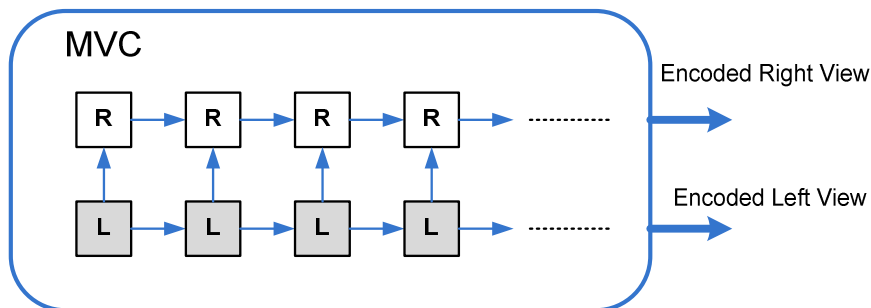 MVC
Encoded Right View
R R R R
Encoded Left View
L L L L